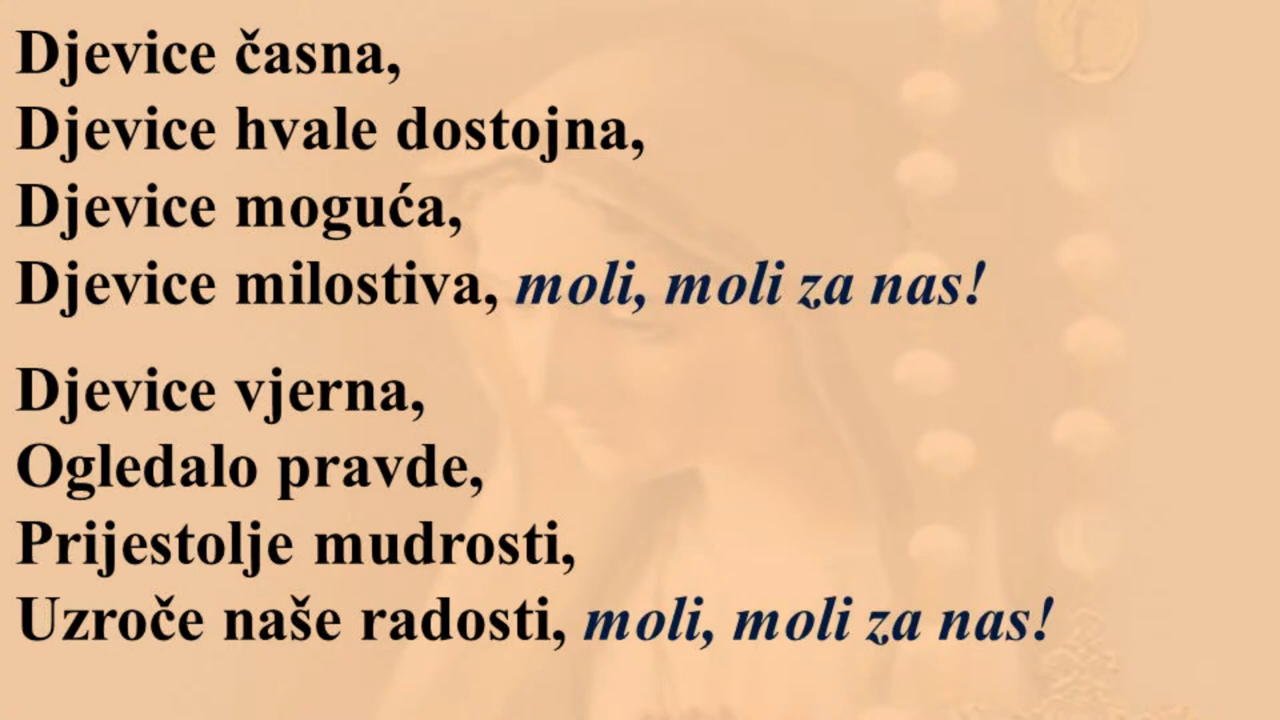 Djevice časna,
Djevice hvale dostojna,
Djevice moguća,
Djevice milostiva, moli, moli za nas!
Djevice vjerna,
Ogledalo pravde,
Prijestolje mudrosti,
Uzroče naše radosti, moli, moli za nas!